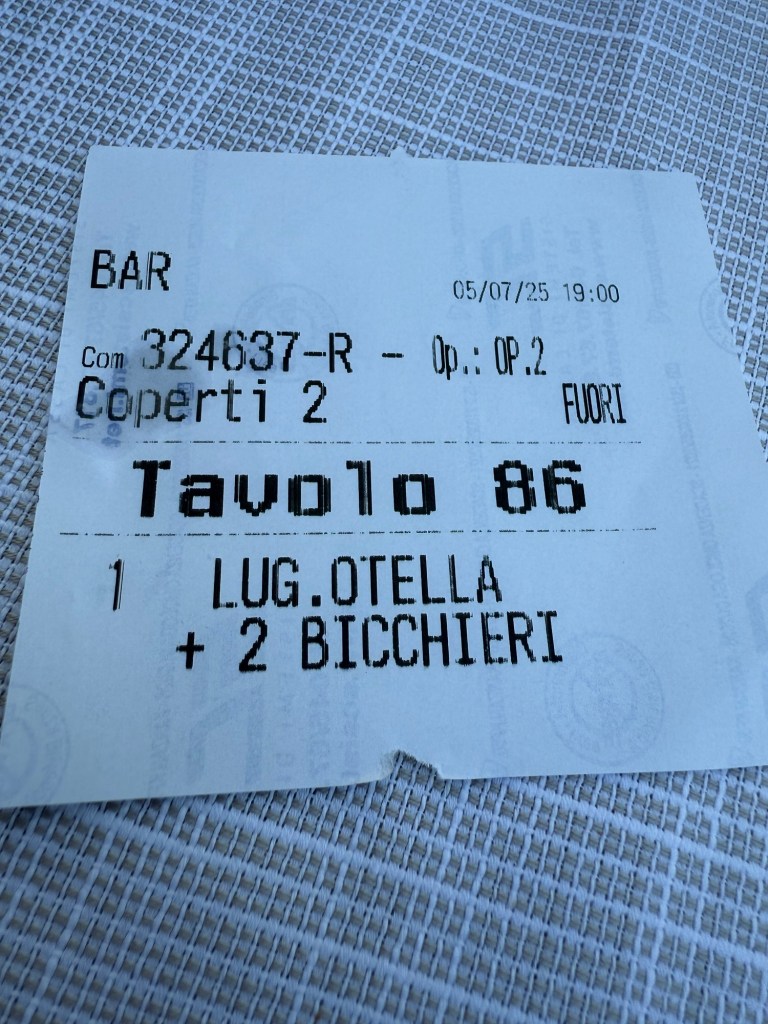 BAR
05/07/25 19:00
Com 324637-R - Op.: OP.2
Coperti 2 FUORI
Tavolo 86
1 LUG.OTELLA
+ 2 BICCHIERI